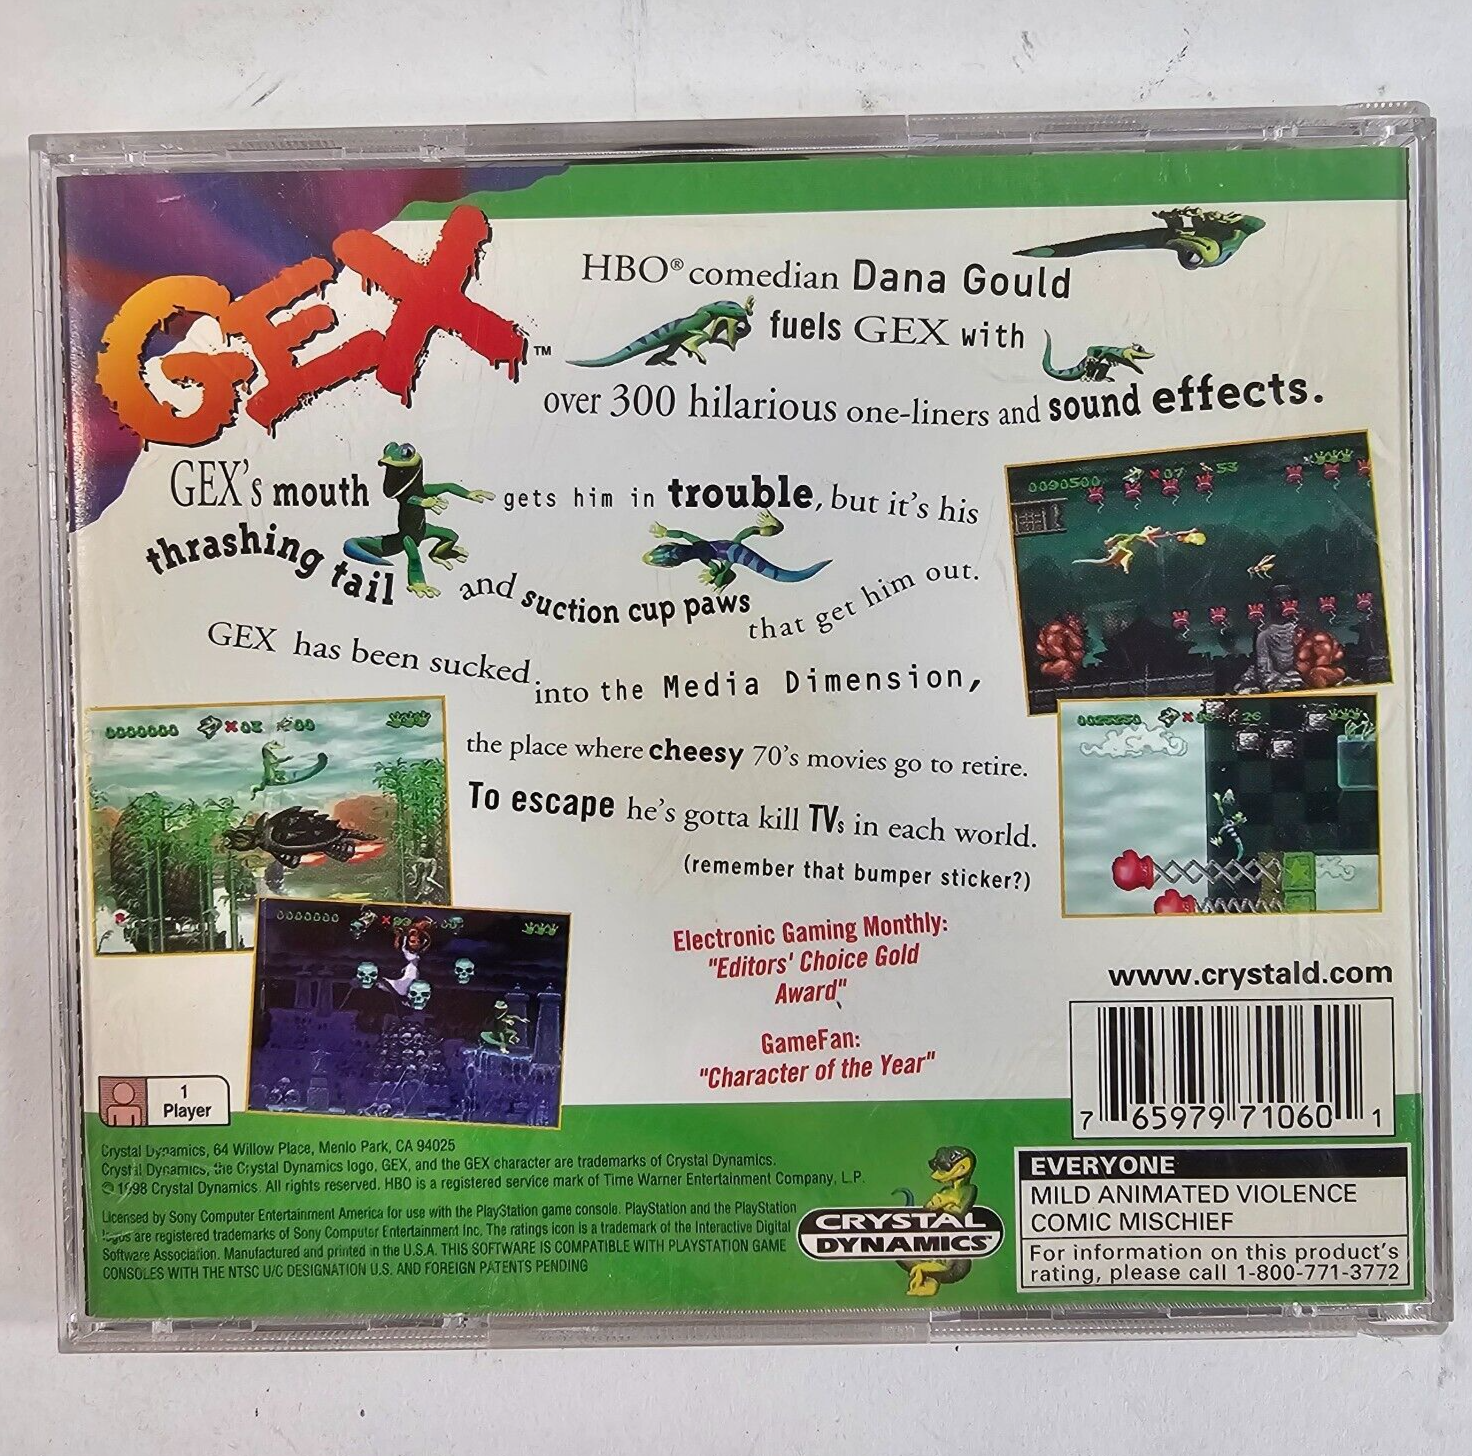 GEX™
HBO® comedian Dana Gould
fuels GEX with
over 300 hilarious one-liners and sound effects.
GEX's mouth gets him in trouble, but it's his
thrashing tail and suction cup paws that get him out.
GEX has been sucked into the Media Dimension,
the place where cheesy 70's movies go to retire.
To escape he's gotta kill TVs in each world.
(remember that bumper sticker?)
Electronic Gaming Monthly:
"Editors' Choice Gold
Award"
GameFan:
"Character of the Year"
0090500 ×07 53
0000000 ×03 00
0000000
www.crystald.com
7 65979 71060 1
1
Player
Crystal Dynamics, 64 Willow Place, Menlo Park, CA 94025
Crystal Dynamics, the Crystal Dynamics logo, GEX, and the GEX character are trademarks of Crystal Dynamics.
© 1998 Crystal Dynamics. All rights reserved. HBO is a registered service mark of Time Warner Entertainment Company, L.P.
Licensed by Sony Computer Entertainment America for use with the PlayStation game console. PlayStation and the PlayStation
logos are registered trademarks of Sony Computer Entertainment Inc. The ratings icon is a trademark of the Interactive Digital
Software Association. Manufactured and printed in the U.S.A. THIS SOFTWARE IS COMPATIBLE WITH PLAYSTATION GAME
CONSOLES WITH THE NTSC U/C DESIGNATION U.S. AND FOREIGN PATENTS PENDING
CRYSTAL
DYNAMICS™
EVERYONE
MILD ANIMATED VIOLENCE
COMIC MISCHIEF
For information on this product's
rating, please call 1-800-771-3772